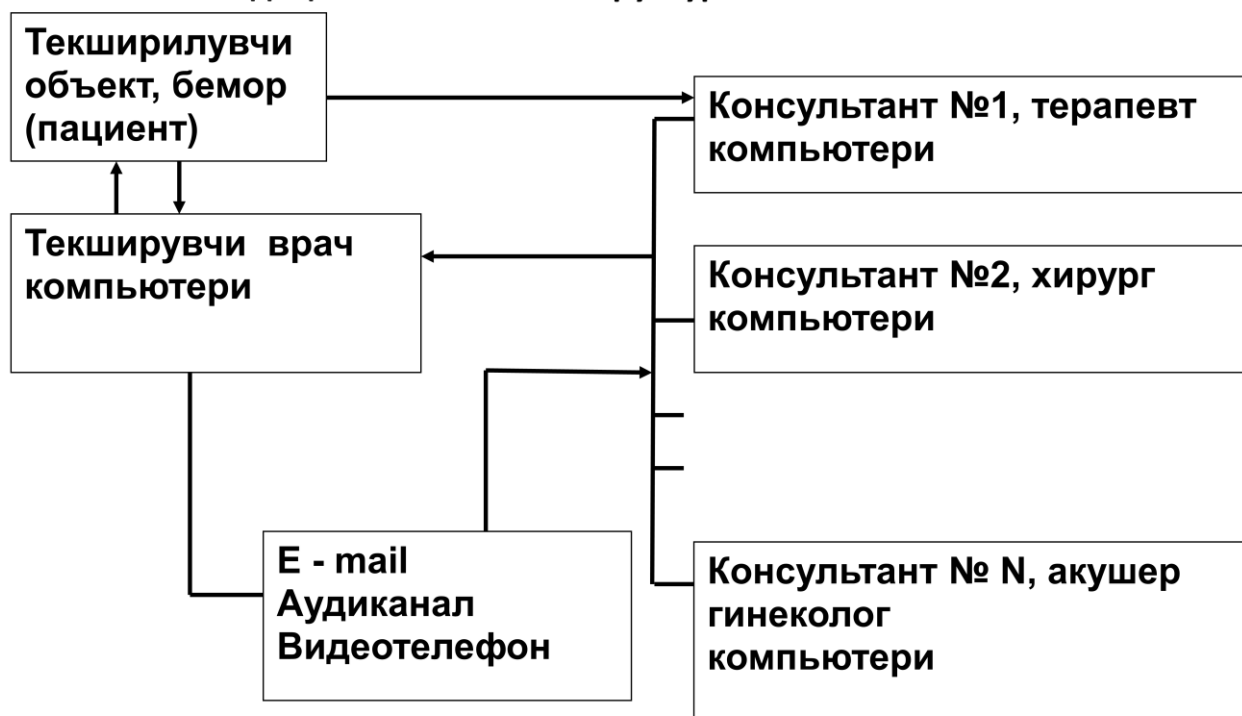 Текширилувчи
объект, бемор
(пациент)
Консультант №1, терапевт
компьютери
Текширувчи врач
компьютери
Консультант №2, хирург
компьютери
E - mail
Аудиканал
Видеотелефон
Консультант № N, акушер
гинеколог
компьютери